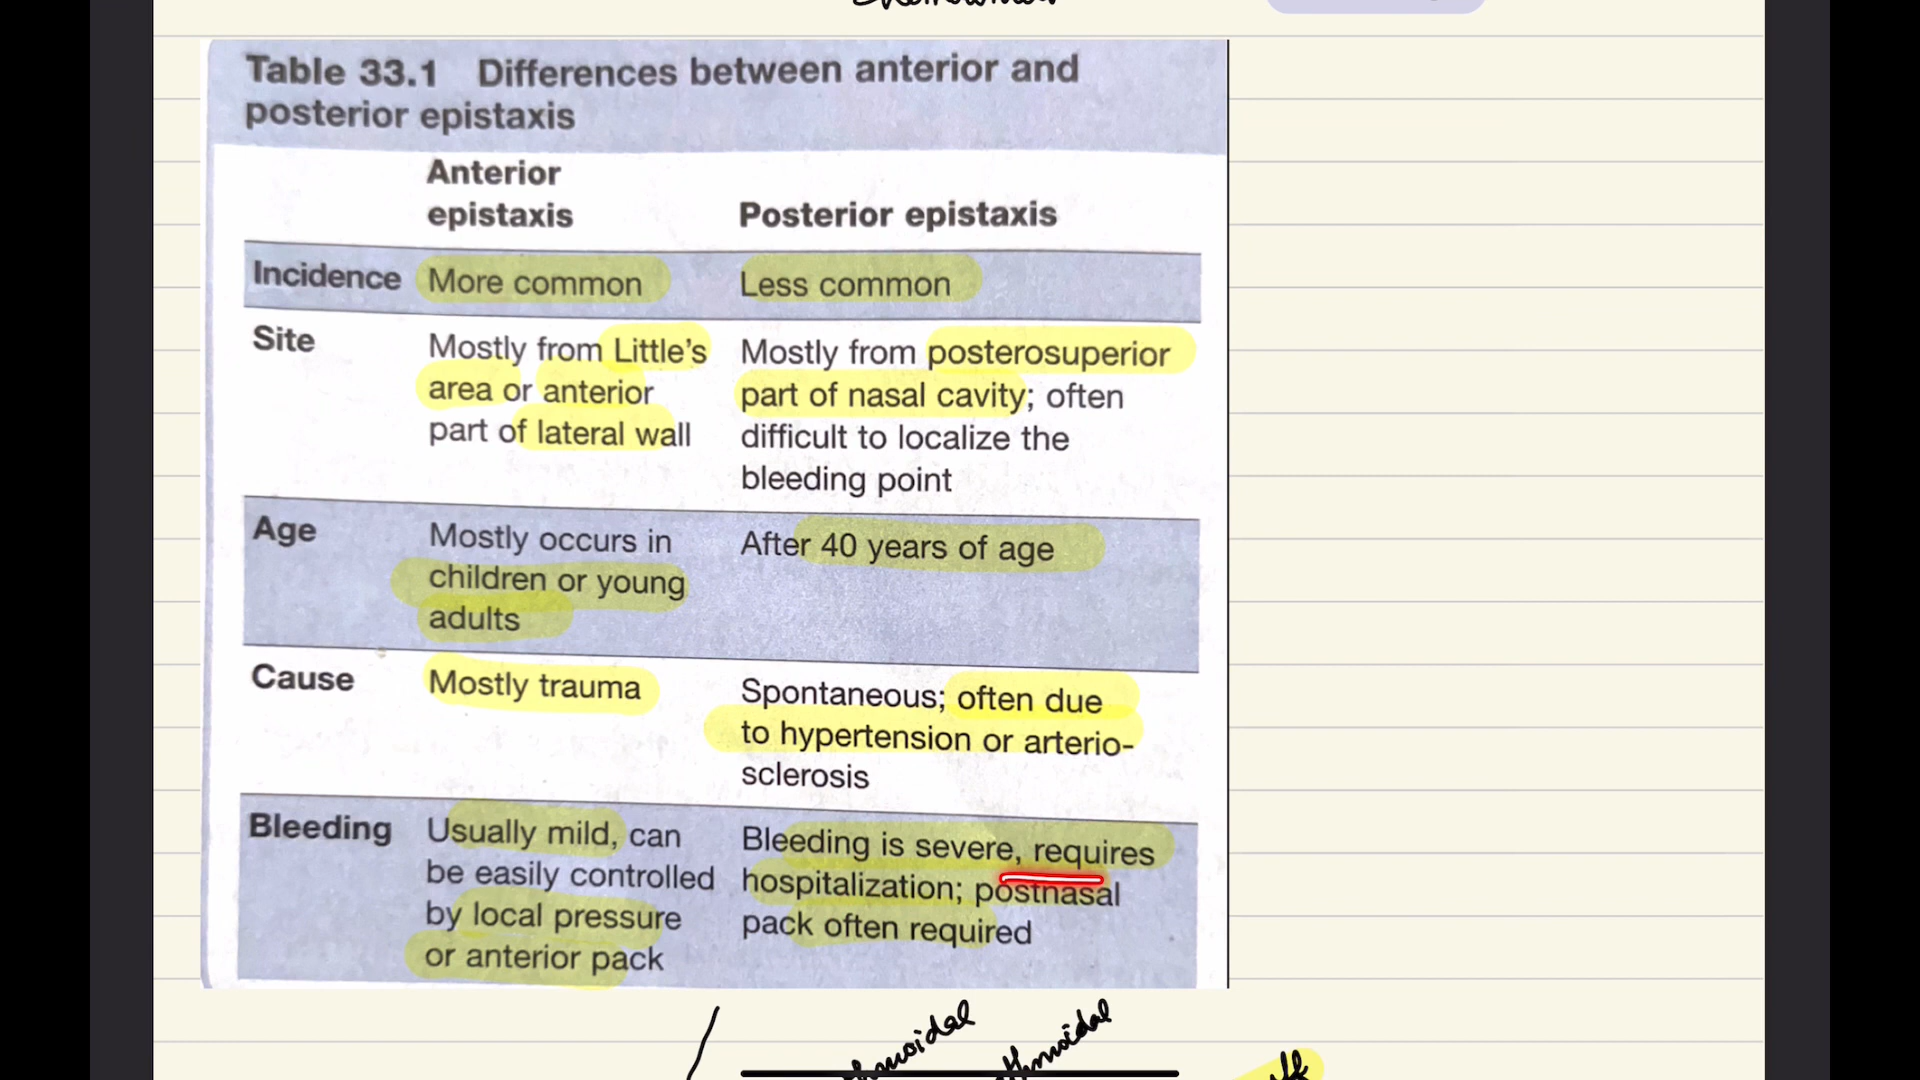 Table 33.1 Differences between anterior and
posterior epistaxis
Anterior
epistaxis
Posterior epistaxis
Incidence More common Less common
Site Mostly from Little's Mostly from posterosuperior
area or anterior part of nasal cavity; often
part of lateral wall difficult to localize the
bleeding point
Age Mostly occurs in After 40 years of age
children or young
adults
Cause Mostly trauma Spontaneous; often due
to hypertension or arterio-
sclerosis
Bleeding Usually mild, can Bleeding is severe, requires
be easily controlled hospitalization; postnasal
by local pressure pack often required
or anterior pack